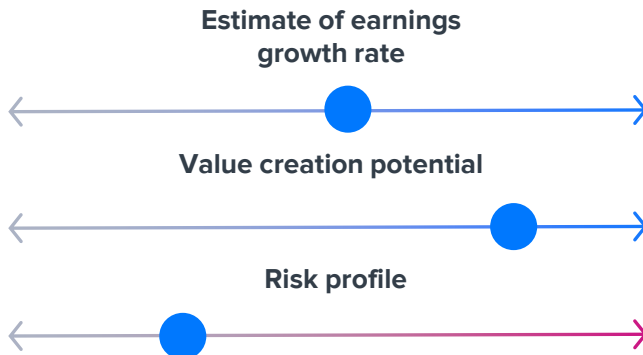 Estimate of earnings
growth rate
Value creation potential
Risk profile